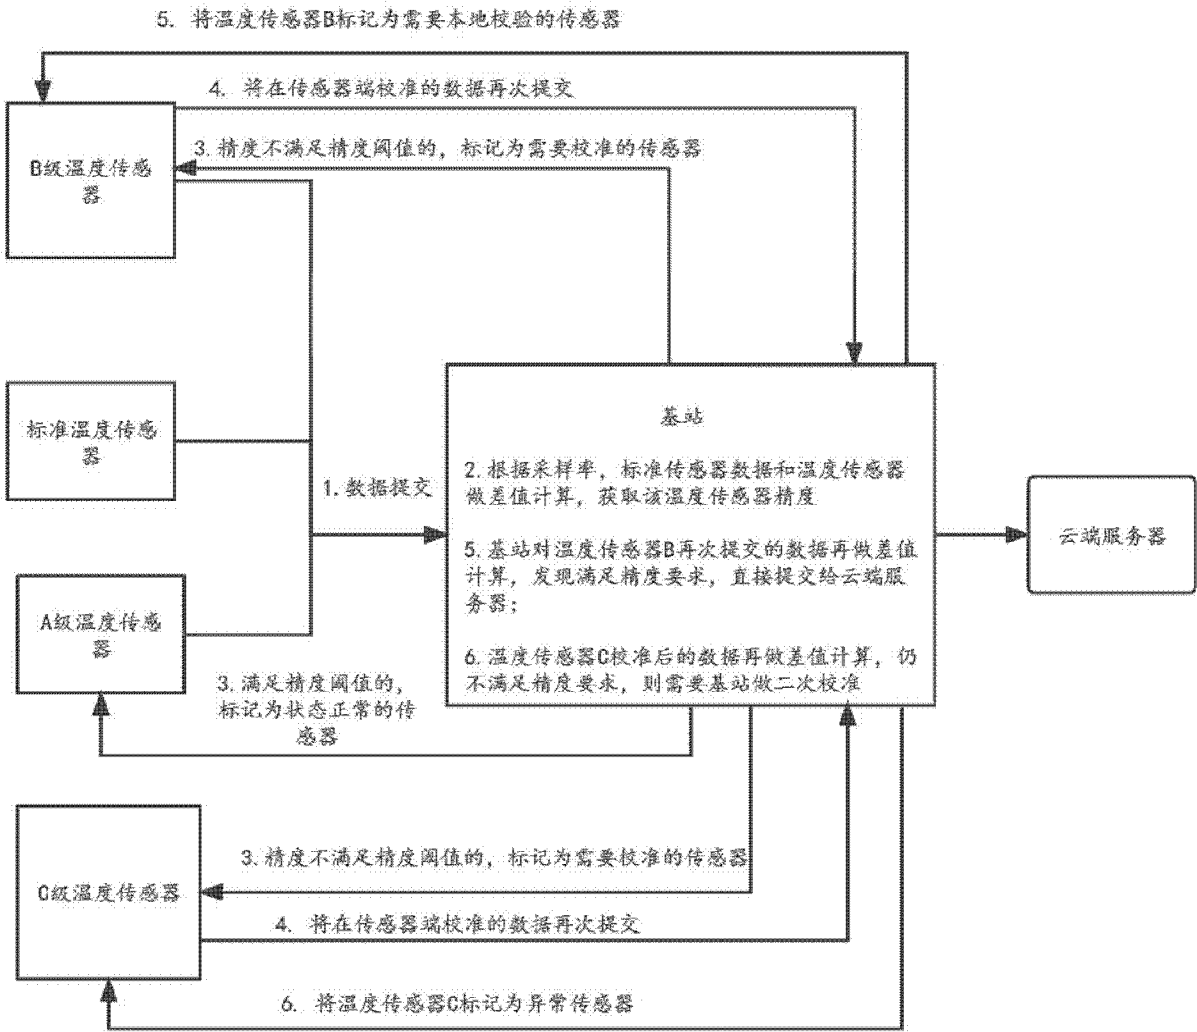 5. 将温度传感器B标记为需要本地校验的传感器
4. 将在传感器端校准的数据再次提交
3.精度不满足精度阈值的，标记为需要校准的传感器
B级温度传感
器
基站
标准温度传感
器
2.根据采样率，标准传感器数据和温度传感器
做差值计算，获取该温度传感器精度
1.数据提交
5.基站对温度传感器B再次提交的数据再做差值
计算，发现满足精度要求，直接提交给云端服
务器；
云端服务器
A级温度传感
器
6.温度传感器C校准后的数据再做差值计算，仍
不满足精度要求，则需要基站做二次校准
3.满足精度阈值的，
标记为状态正常的传
感器
3.精度不满足精度阈值的，标记为需要校准的传感器
C级温度传感器
4. 将在传感器端校准的数据再次提交
6. 将温度传感器C标记为异常传感器